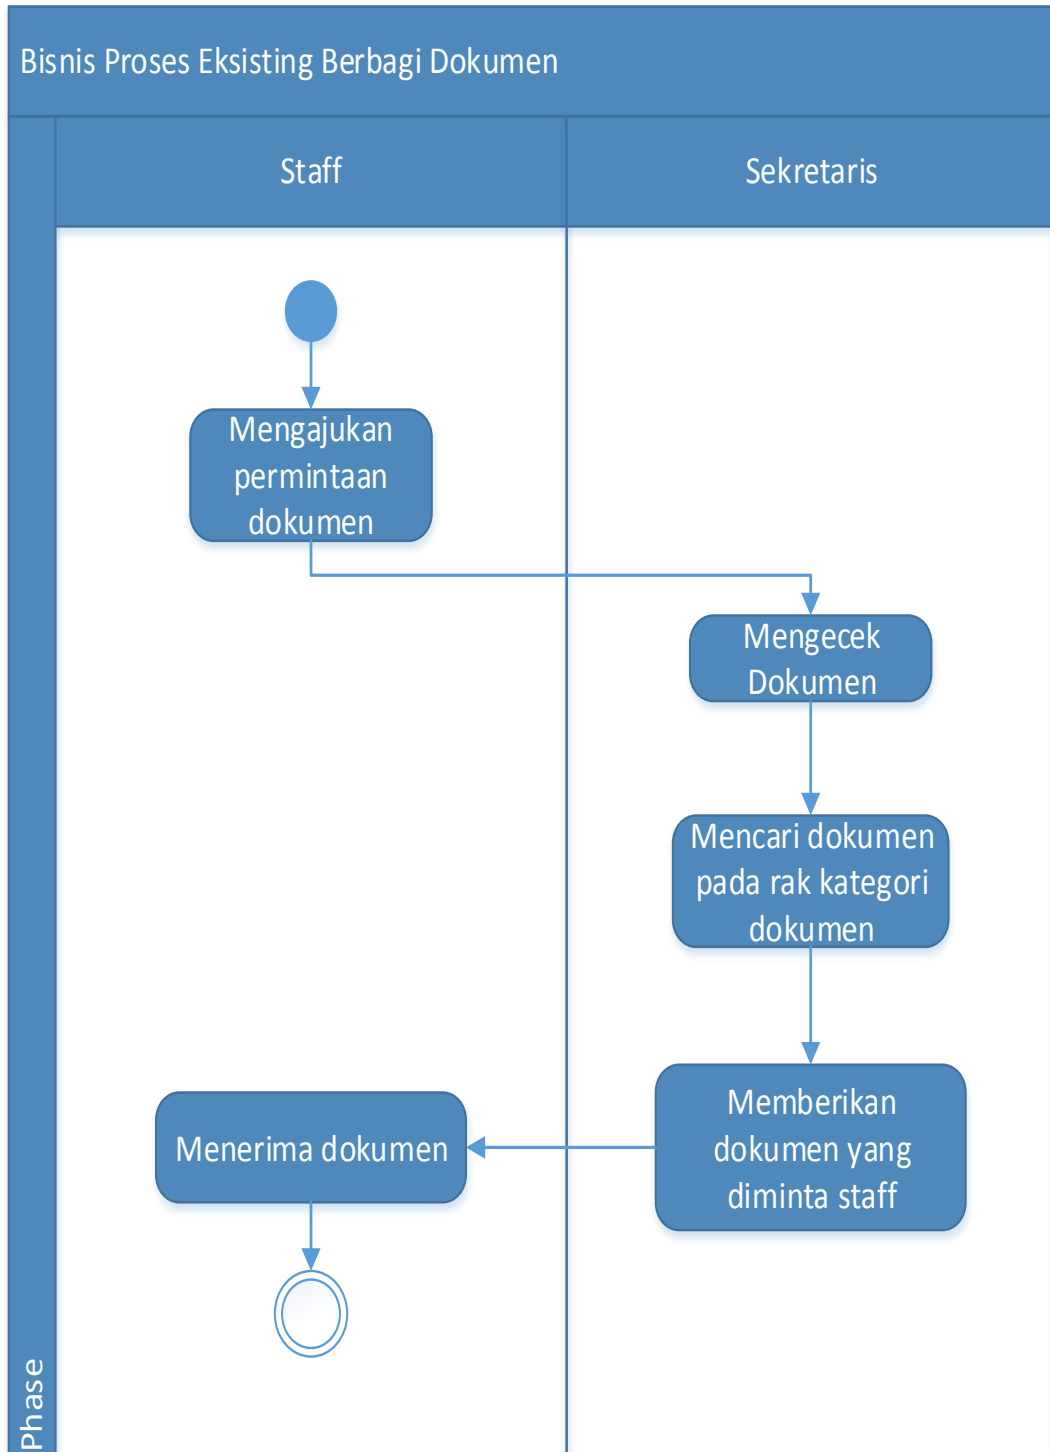 Bisnis Proses Eksisting Berbagi Dokumen
Staff
Sekretaris
Mengajukan
permintaan
dokumen
Mengecek
Dokumen
Mencari dokumen
pada rak kategori
dokumen
Memberikan
dokumen yang
diminta staff
Menerima dokumen
Phase